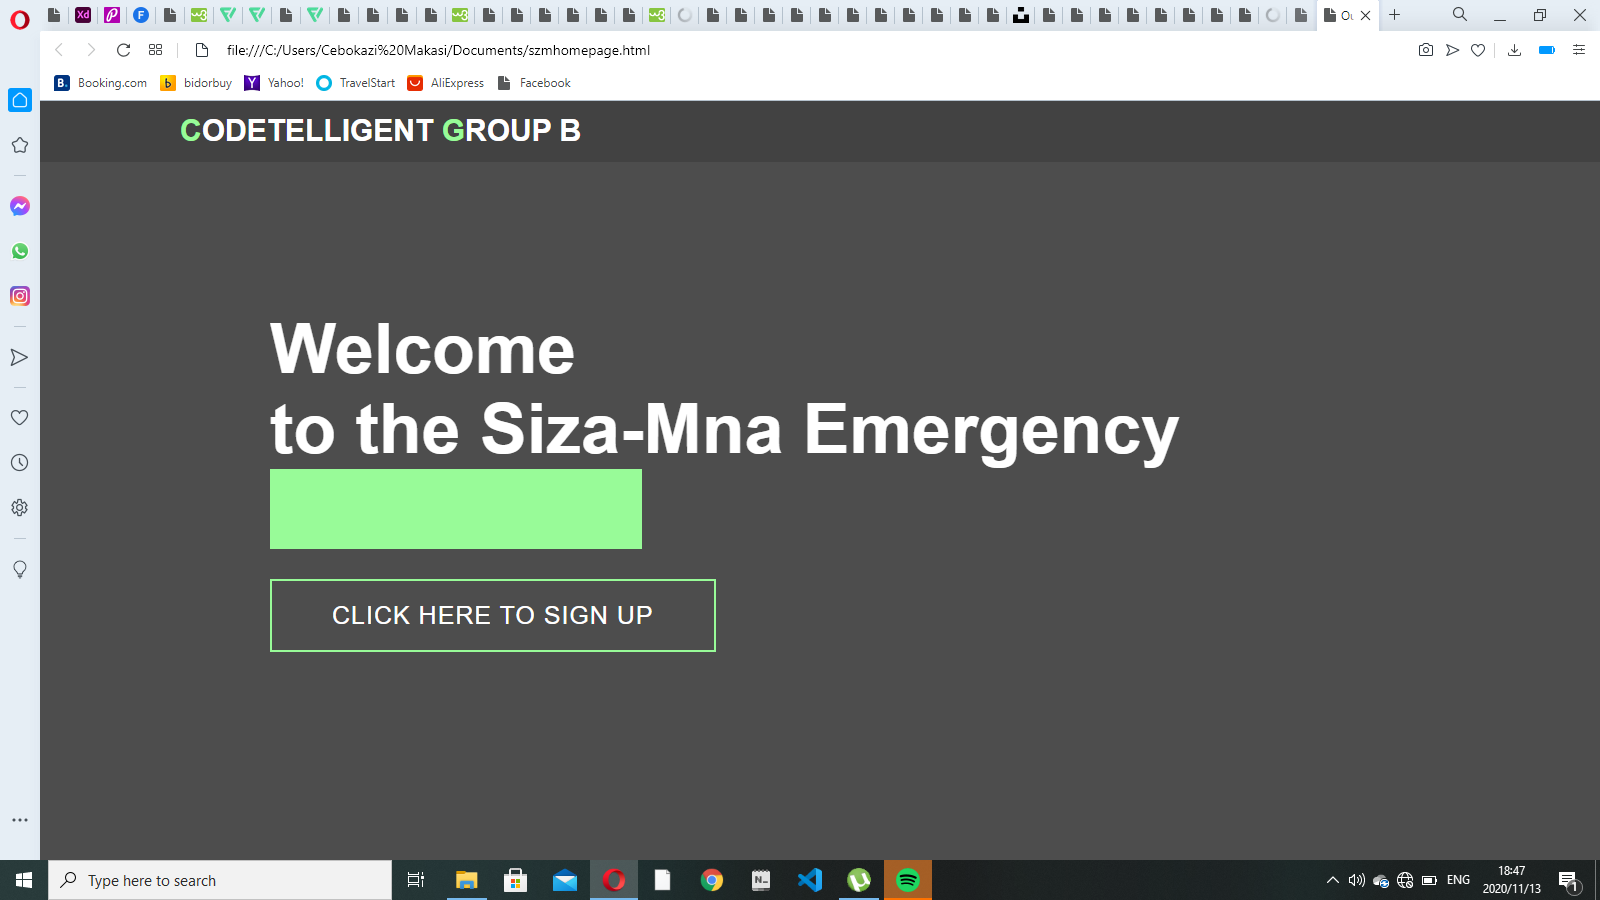 Ou
file:///C:/Users/Cebokazi%20Makasi/Documents/szmhomepage.html
Booking.com bidorbuy Yahoo! TravelStart AliExpress Facebook
CODETELLIGENT GROUP B
Welcome
to the Siza-Mna Emergency
CLICK HERE TO SIGN UP
Type here to search
ENG
18:47
2020/11/13
1